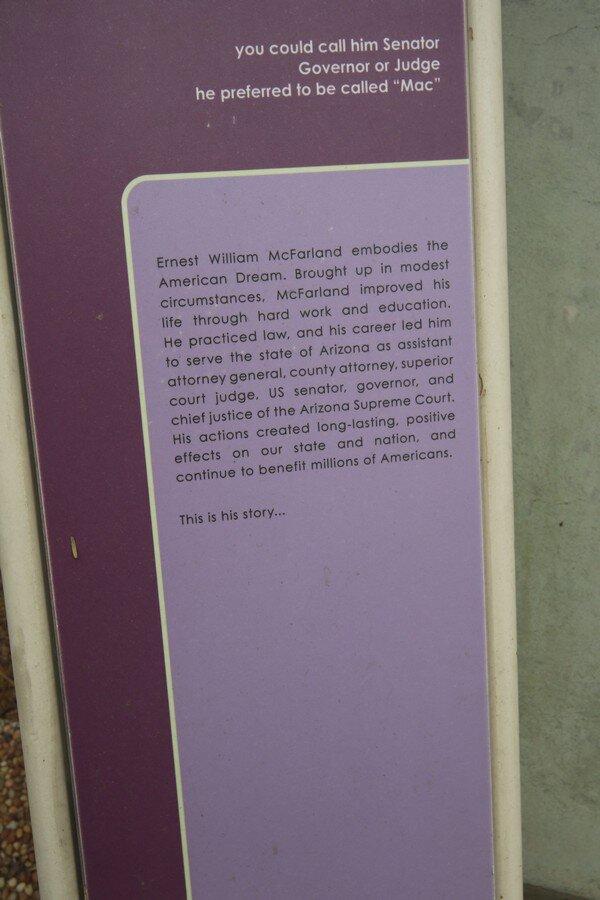 you could call him Senator
Governor or Judge
he preferred to be called “Mac”
Ernest William McFarland embodies the
American Dream. Brought up in modest
circumstances, McFarland improved his
life through hard work and education.
He practiced law, and his career led him
to serve the state of Arizona as assistant
attorney general, county attorney, superior
court judge, US senator, governor, and
chief justice of the Arizona Supreme Court.
His actions created long-lasting, positive
effects on our state and nation, and
continue to benefit millions of Americans.
This is his story...